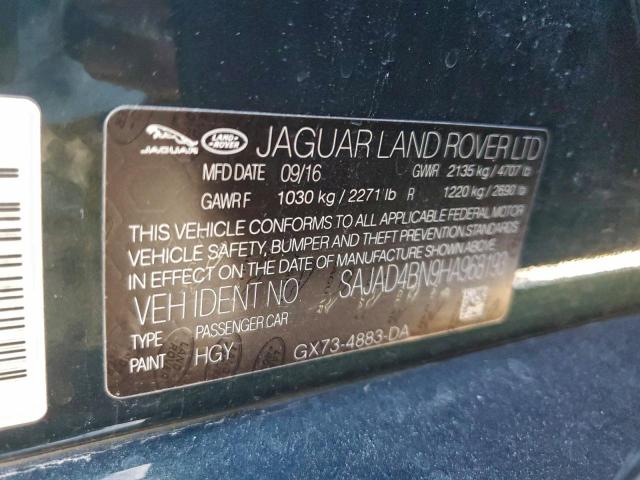 JAGUAR LAND-ROVER JAGUAR LAND ROVER LTD
MFD DATE 09/16 GVWR 2135 kg / 4707 lb
GAWR F 1030 kg / 2271 lb R 1220 kg / 2690 lb
THIS VEHICLE CONFORMS TO ALL APPLICABLE FEDERAL MOTOR
VEHICLE SAFETY, BUMPER AND THEFT PREVENTION STANDARDS
IN EFFECT ON THE DATE OF MANUFACTURE SHOWN ABOVE.
VEH IDENT NO SAJAD4BN9HA968190
TYPE PASSENGER CAR
PAINT HGY GX73-4883-DA